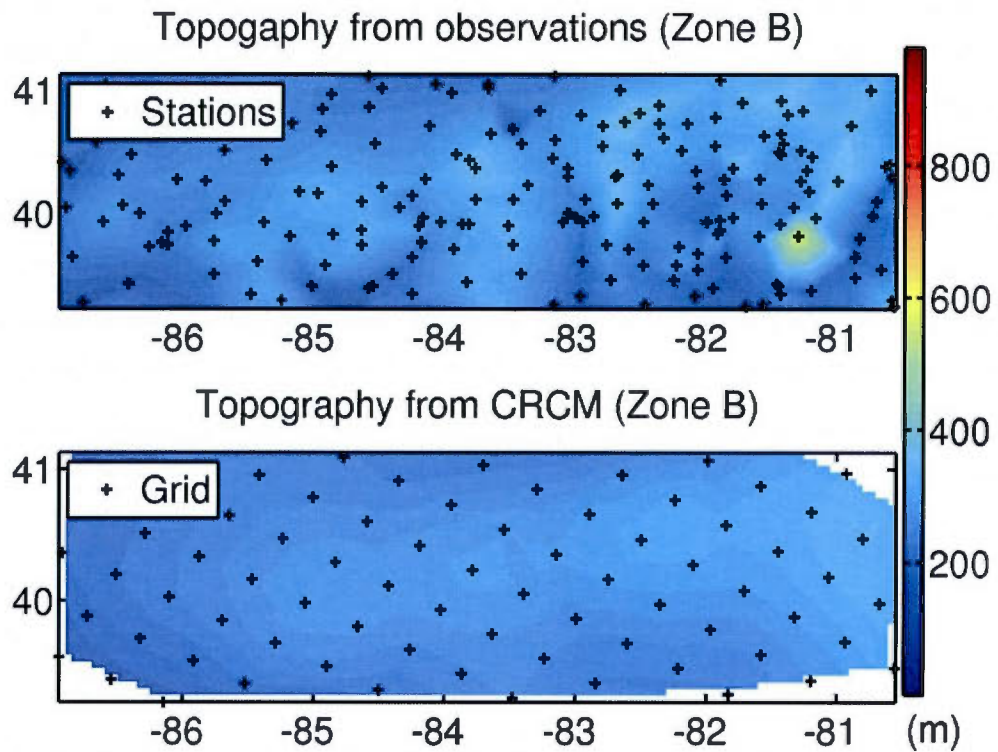 Topogaphy from observations (Zone B)
41
Stations
40
-86 -85 -84 -83 -82 -81
Topography from CRCM (Zone B)
41
Grid
40
-86 -85 -84 -83 -82 -81
800
600
400
200
(m)